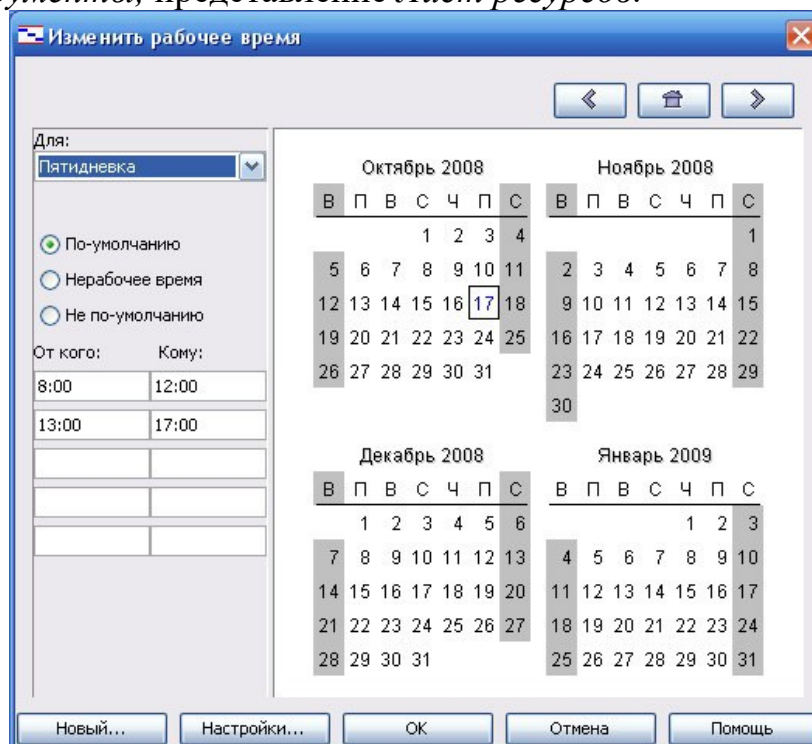 ументы, представление Лист ресурсов.
Изменить рабочее время
Для:
Пятидневка
По-умолчанию
Нерабочее время
Не по-умолчанию
От кого: Кому:
8:00 12:00
13:00 17:00
Октябрь 2008
В П В С Ч П С
1 2 3 4
5 6 7 8 9 10 11
12 13 14 15 16 17 18
19 20 21 22 23 24 25
26 27 28 29 30 31
Ноябрь 2008
В П В С Ч П С
1
2 3 4 5 6 7 8
9 10 11 12 13 14 15
16 17 18 19 20 21 22
23 24 25 26 27 28 29
30
Декабрь 2008
В П В С Ч П С
1 2 3 4 5 6
7 8 9 10 11 12 13
14 15 16 17 18 19 20
21 22 23 24 25 26 27
28 29 30 31
Январь 2009
В П В С Ч П С
1 2 3
4 5 6 7 8 9 10
11 12 13 14 15 16 17
18 19 20 21 22 23 24
25 26 27 28 29 30 31
Новый... Настройки... ОК Отмена Помощь